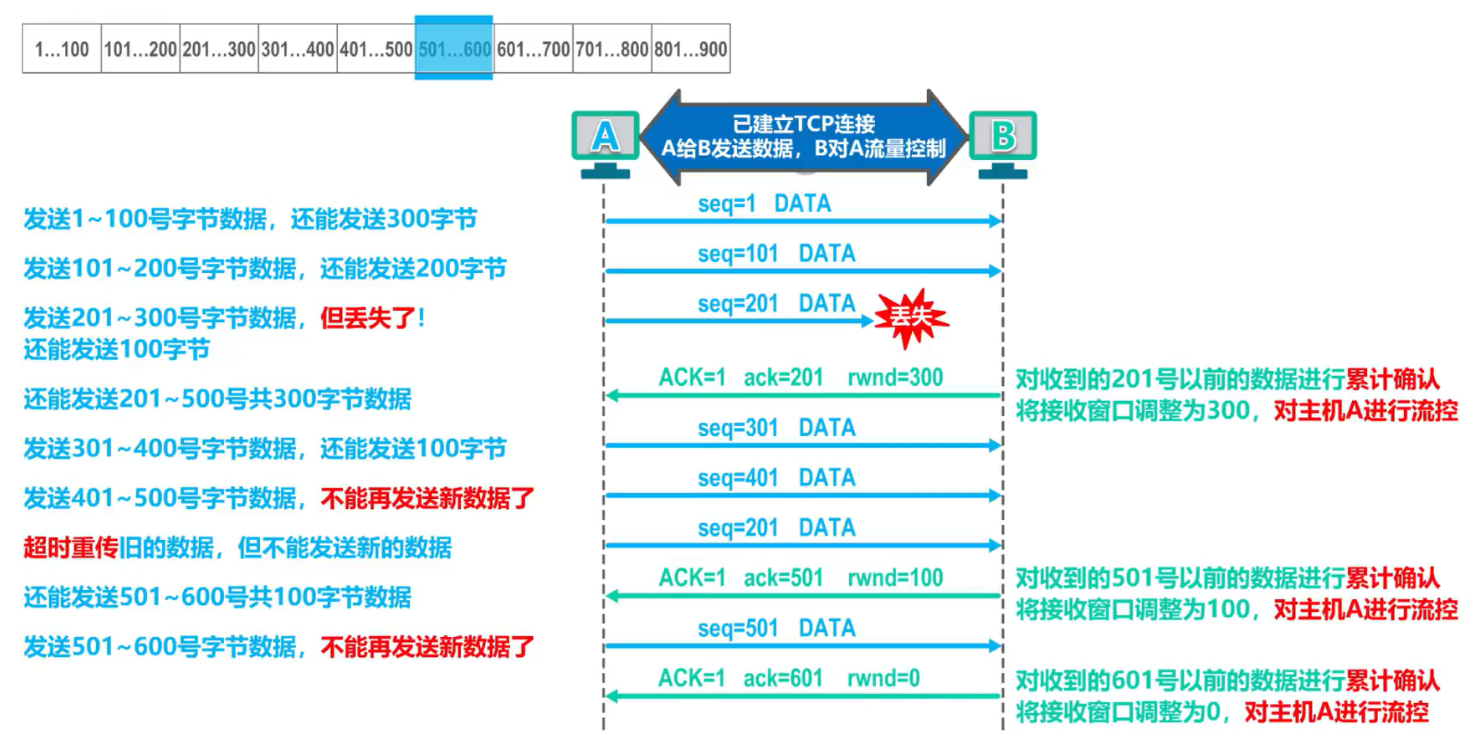 1...100 101...200 201...300 301...400 401...500 501...600 601...700 701...800 801...900
已建立TCP连接
A给B发送数据，B对A流量控制
A
B
发送1~100号字节数据，还能发送300字节
seq=1 DATA
发送101~200号字节数据，还能发送200字节
seq=101 DATA
发送201~300号字节数据，但丢失了！
还能发送100字节
seq=201 DATA
丢失
还能发送201~500号共300字节数据
ACK=1 ack=201 rwnd=300
对收到的201号以前的数据进行累计确认
将接收窗口调整为300，对主机A进行流控
发送301~400号字节数据，还能发送100字节
seq=301 DATA
发送401~500号字节数据，不能再发送新数据了
seq=401 DATA
超时重传旧的数据，但不能发送新的数据
seq=201 DATA
还能发送501~600号共100字节数据
ACK=1 ack=501 rwnd=100
对收到的501号以前的数据进行累计确认
将接收窗口调整为100，对主机A进行流控
发送501~600号字节数据，不能再发送新数据了
seq=501 DATA
ACK=1 ack=601 rwnd=0
对收到的601号以前的数据进行累计确认
将接收窗口调整为0，对主机A进行流控